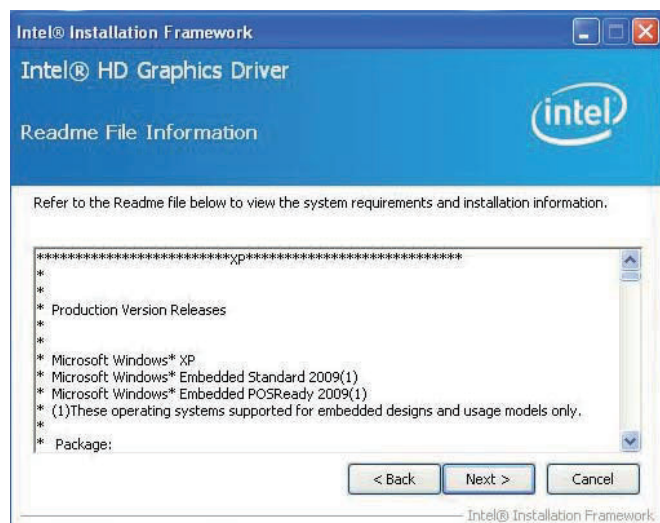 Intel® Installation Framework
Intel® HD Graphics Driver
intel
Readme File Information
Refer to the Readme file below to view the system requirements and installation information.
*************************XP****************************
*
*
* Production Version Releases
*
*
* Microsoft Windows* XP
* Microsoft Windows* Embedded Standard 2009(1)
* Microsoft Windows* Embedded POSReady 2009(1)
* (1)These operating systems supported for embedded designs and usage models only.
*
* Package:
< Back Next > Cancel
Intel® Installation Framework